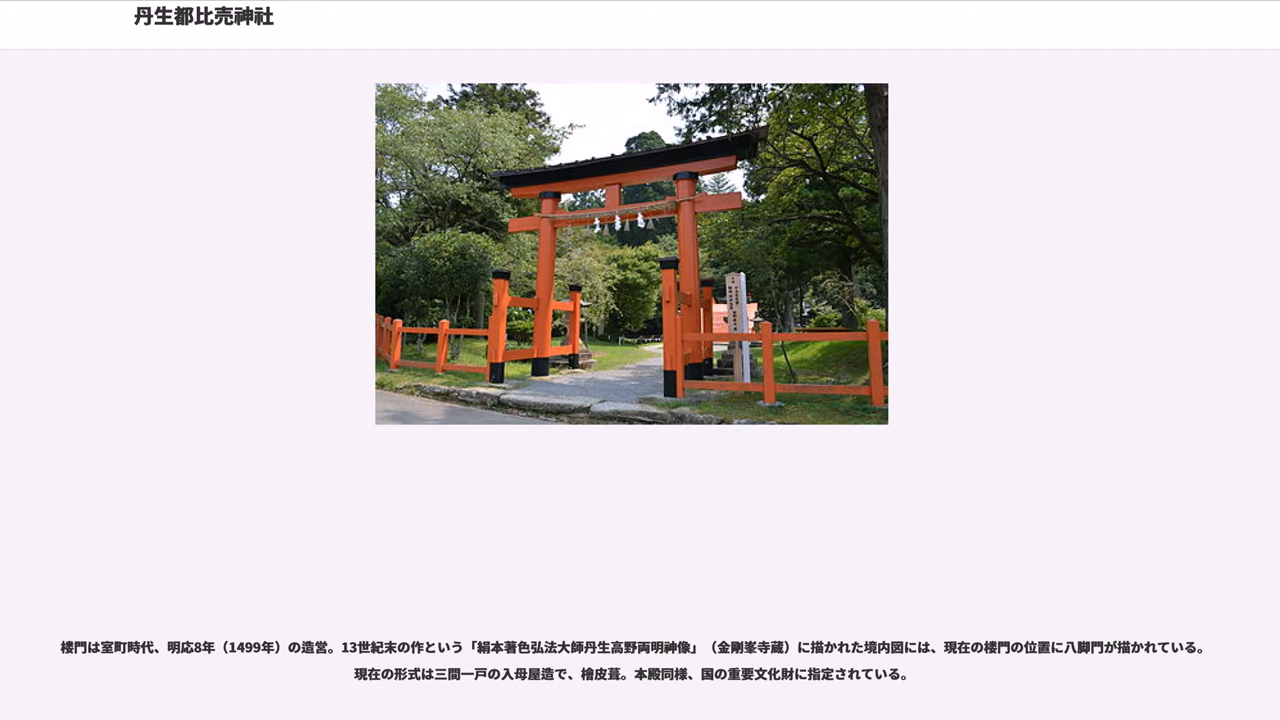 丹生都比売神社
楼門は室町時代、明応8年（1499年）の造営。13世紀末の作という「絹本著色弘法大師丹生高野両明神像」（金剛峯寺蔵）に描かれた境内図には、現在の楼門の位置に八脚門が描かれている。
現在の形式は三間一戸の入母屋造で、檜皮葺。本殿同様、国の重要文化財に指定されている。